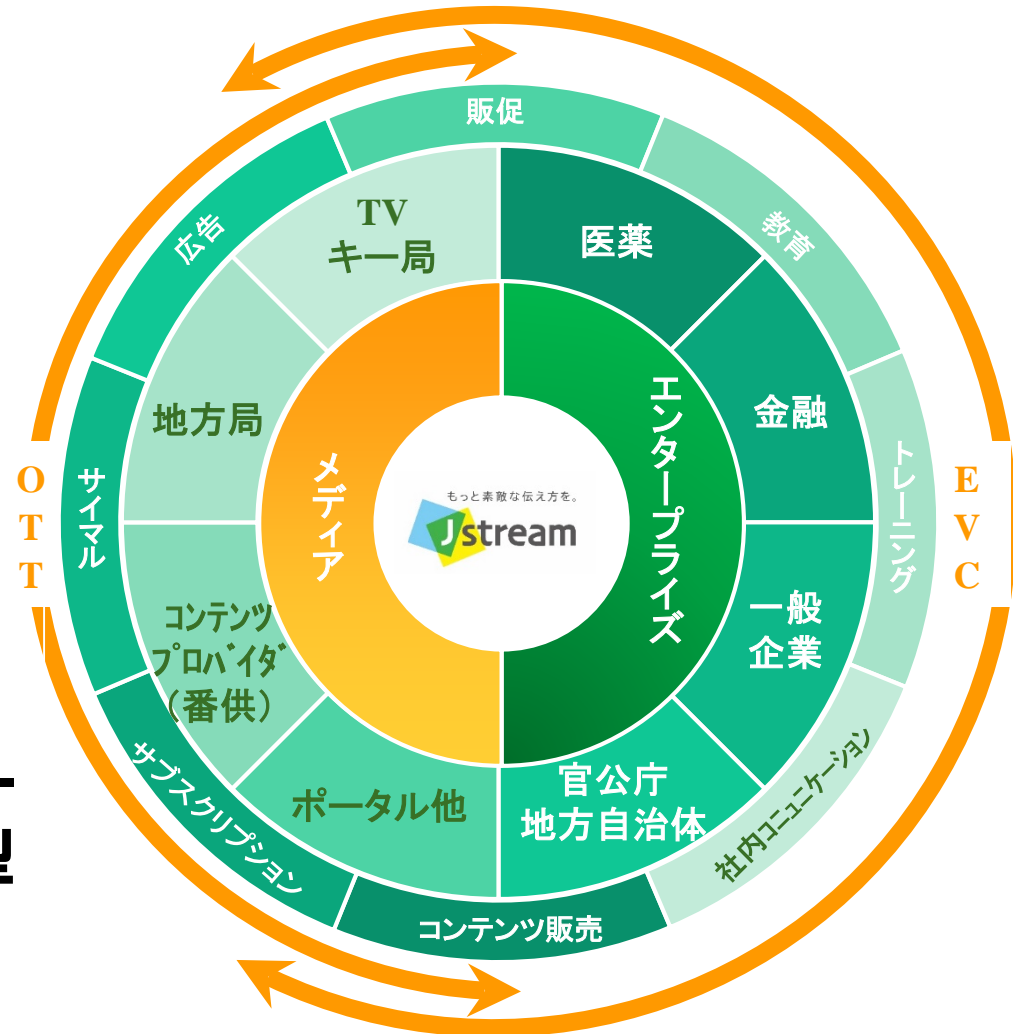 販促
教育
トレーニング
社内コニュニケーション
コンテンツ販売
サブスクリプション
サイマル
広告
TV
キー局
医薬
金融
一般
企業
官公庁
地方自治体
ポータル他
コンテンツ
プロバイダ
（番供）
地方局
メディア
エンタープライズ
もっと素敵な伝え方。
Jstream
OTT
EVC